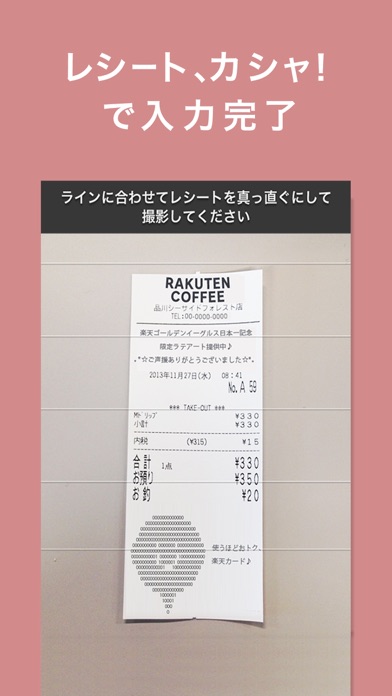 レシート、カシャ!
で入力完了
ラインに合わせてレシートを真っ直ぐにして
撮影してください
RAKUTEN
COFFEE
品川シーサイドフォレスト店
TEL:00-0000-0000
楽天ゴールデンイーグルス日本一記念
限定ラテアート提供中♪
.*☆ご声援ありがとうございました☆*.
2013年11月27日(水) 08:41
No.A 59
*** TAKE-OUT ***
Mドリップ ¥330
小計 ¥330
(内税 (¥315) ¥15
合計 1点 ¥330
お預り ¥350
お釣 ¥20
使うほどおトク。
楽天カード♪